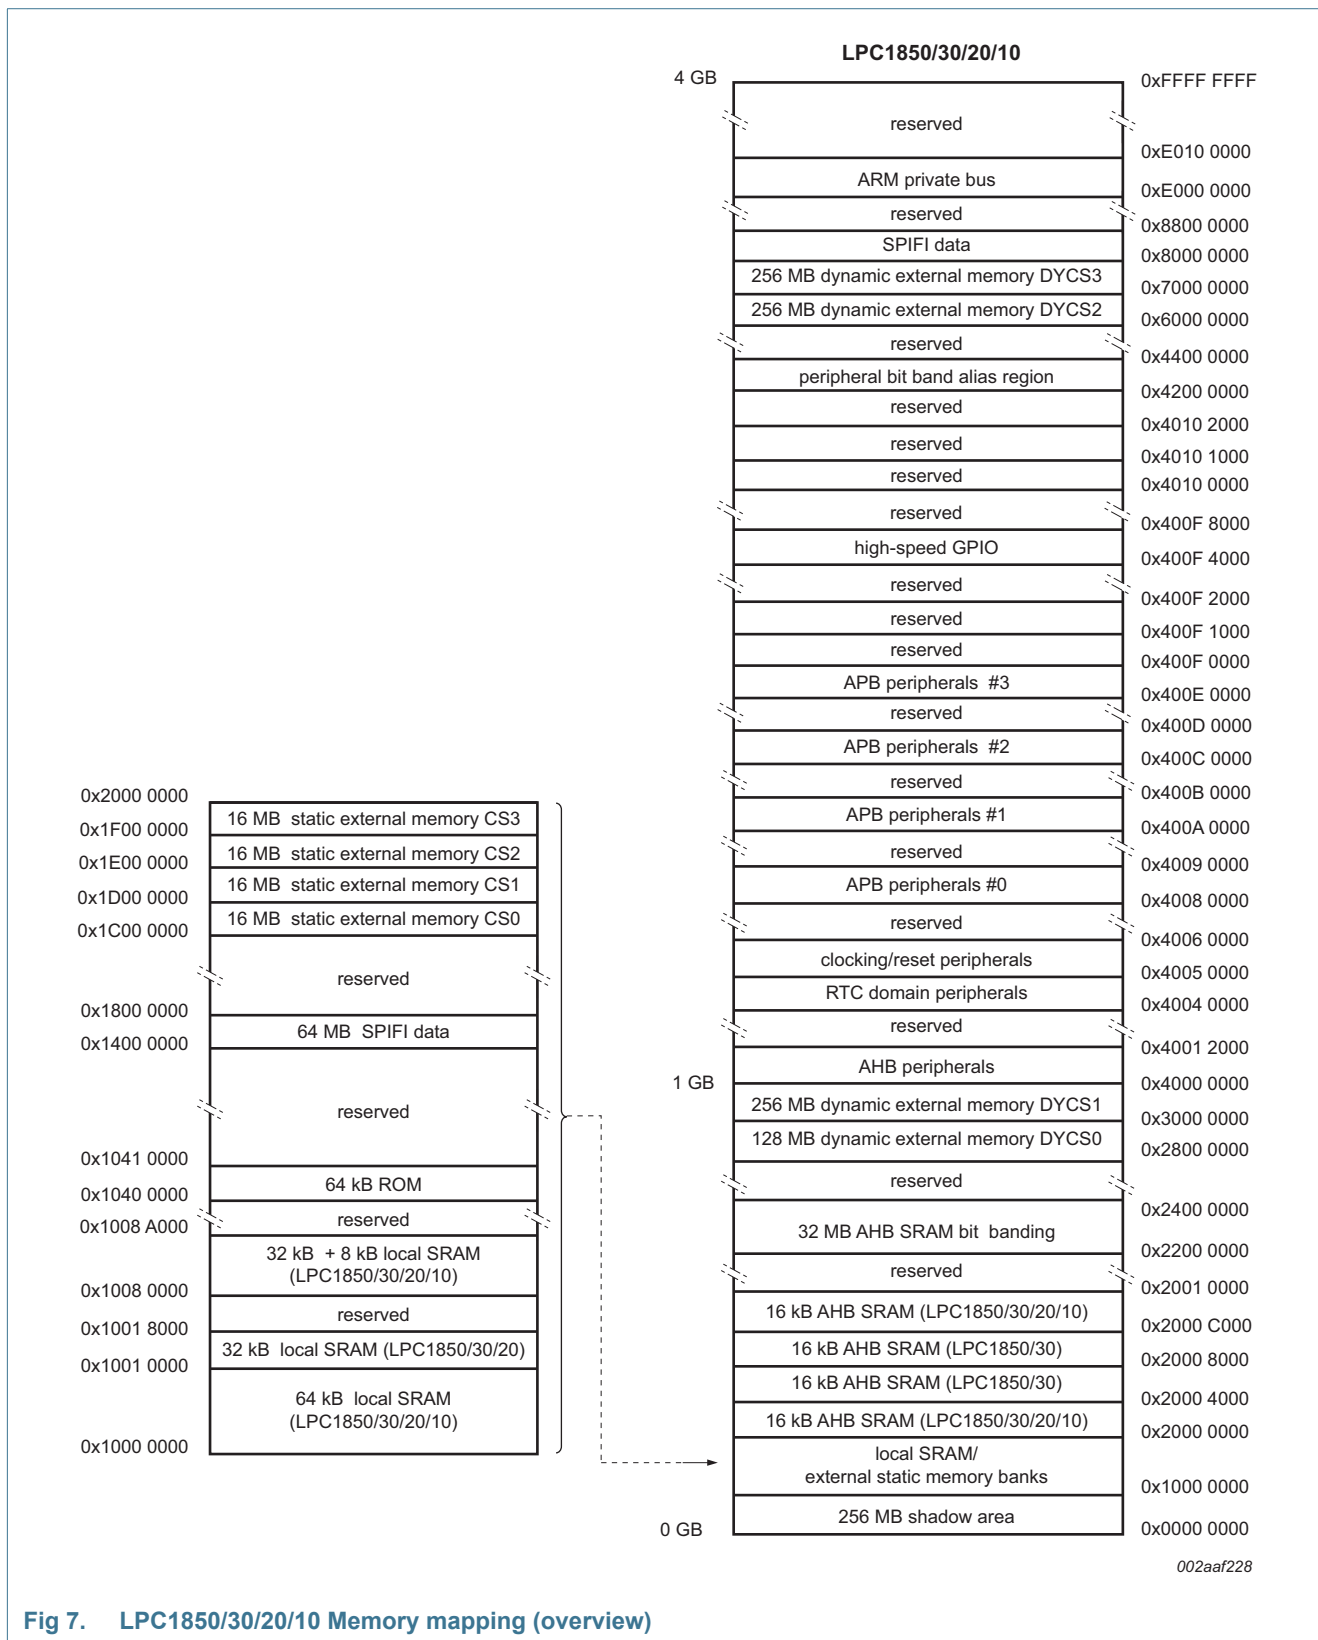 LPC1850/30/20/10
4 GB
0xFFFF FFFF
reserved
0xE010 0000
ARM private bus
0xE000 0000
reserved
0x8800 0000
SPIFI data
0x8000 0000
256 MB dynamic external memory DYCS3
0x7000 0000
256 MB dynamic external memory DYCS2
0x6000 0000
reserved
0x4400 0000
peripheral bit band alias region
0x4200 0000
reserved
0x4010 2000
reserved
0x4010 1000
reserved
0x4010 0000
reserved
0x400F 8000
high-speed GPIO
0x400F 4000
reserved
0x400F 2000
reserved
0x400F 1000
reserved
0x400F 0000
APB peripherals #3
0x400E 0000
reserved
0x400D 0000
APB peripherals #2
0x400C 0000
reserved
0x400B 0000
APB peripherals #1
0x400A 0000
reserved
0x4009 0000
APB peripherals #0
0x4008 0000
reserved
0x4006 0000
clocking/reset peripherals
0x4005 0000
RTC domain peripherals
0x4004 0000
reserved
0x4001 2000
AHB peripherals
1 GB
0x4000 0000
256 MB dynamic external memory DYCS1
0x3000 0000
128 MB dynamic external memory DYCS0
0x2800 0000
reserved
0x2400 0000
32 MB AHB SRAM bit banding
0x2200 0000
reserved
0x2001 0000
16 kB AHB SRAM (LPC1850/30/20/10)
0x2000 C000
16 kB AHB SRAM (LPC1850/30)
0x2000 8000
16 kB AHB SRAM (LPC1850/30)
0x2000 4000
16 kB AHB SRAM (LPC1850/30/20/10)
0x2000 0000
local SRAM/
external static memory banks
0x1000 0000
256 MB shadow area
0 GB
0x0000 0000
0x2000 0000
16 MB static external memory CS3
0x1F00 0000
16 MB static external memory CS2
0x1E00 0000
16 MB static external memory CS1
0x1D00 0000
16 MB static external memory CS0
0x1C00 0000
reserved
0x1800 0000
64 MB SPIFI data
0x1400 0000
reserved
0x1041 0000
64 kB ROM
0x1040 0000
reserved
0x1008 A000
32 kB + 8 kB local SRAM
(LPC1850/30/20/10)
0x1008 0000
reserved
0x1001 8000
32 kB local SRAM (LPC1850/30/20)
0x1001 0000
64 kB local SRAM
(LPC1850/30/20/10)
0x1000 0000
002aaf228
Fig 7. LPC1850/30/20/10 Memory mapping (overview)